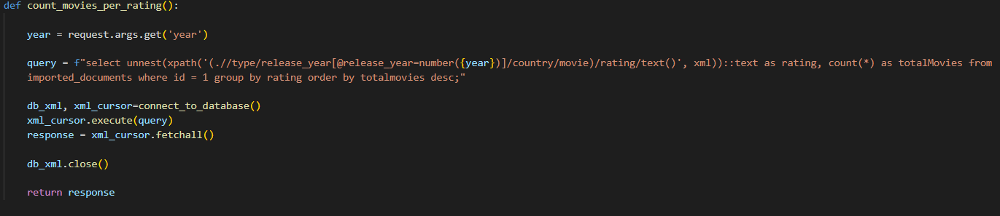 def count_movies_per_rating():
year = request.args.get('year')
query = f"select unnest(xpath('(.//type/release_year[@release_year=number({year})]/country/movie)/rating/text()', xml))::text as rating, count(*) as totalMovies from
imported_documents where id = 1 group by rating order by totalmovies desc;"
db_xml, xml_cursor=connect_to_database()
xml_cursor.execute(query)
response = xml_cursor.fetchall()
db_xml.close()
return response